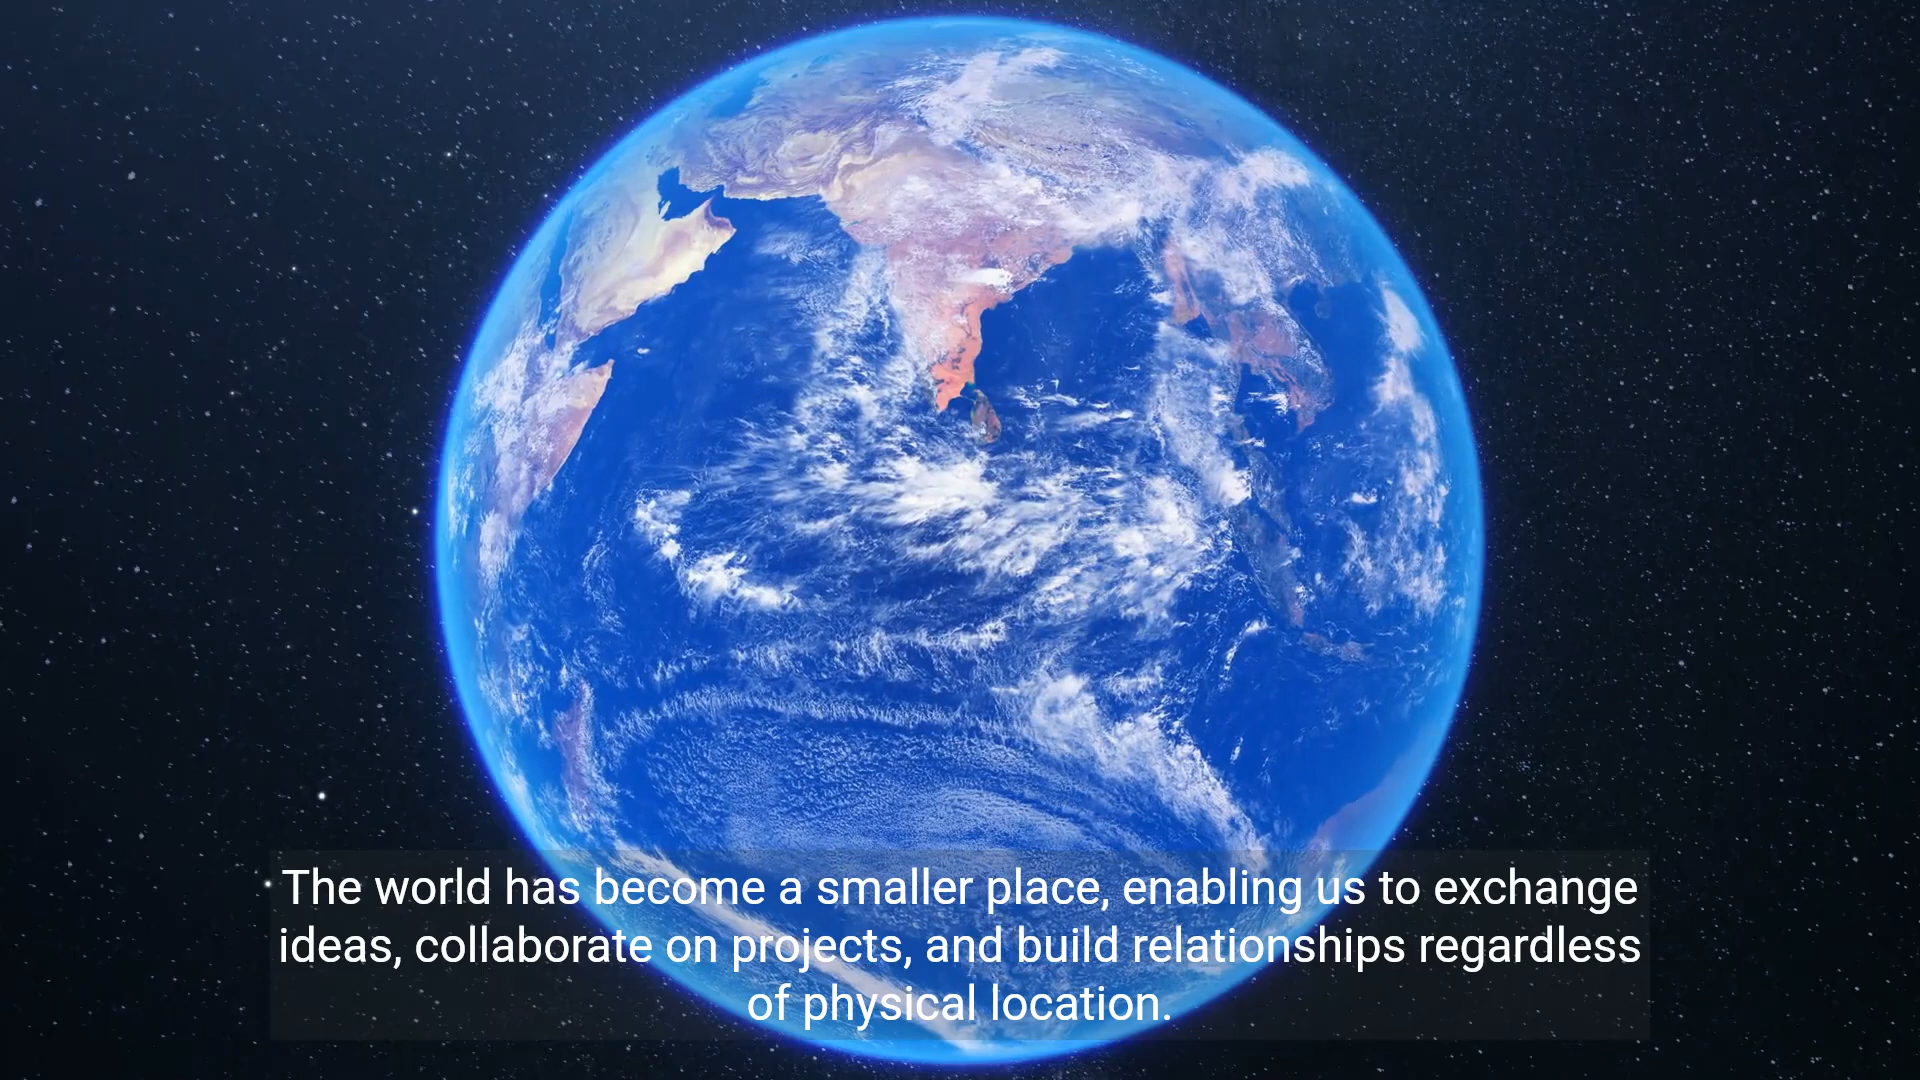 The world has become a smaller place, enabling us to exchange
ideas, collaborate on projects, and build relationships regardless
of physical location.